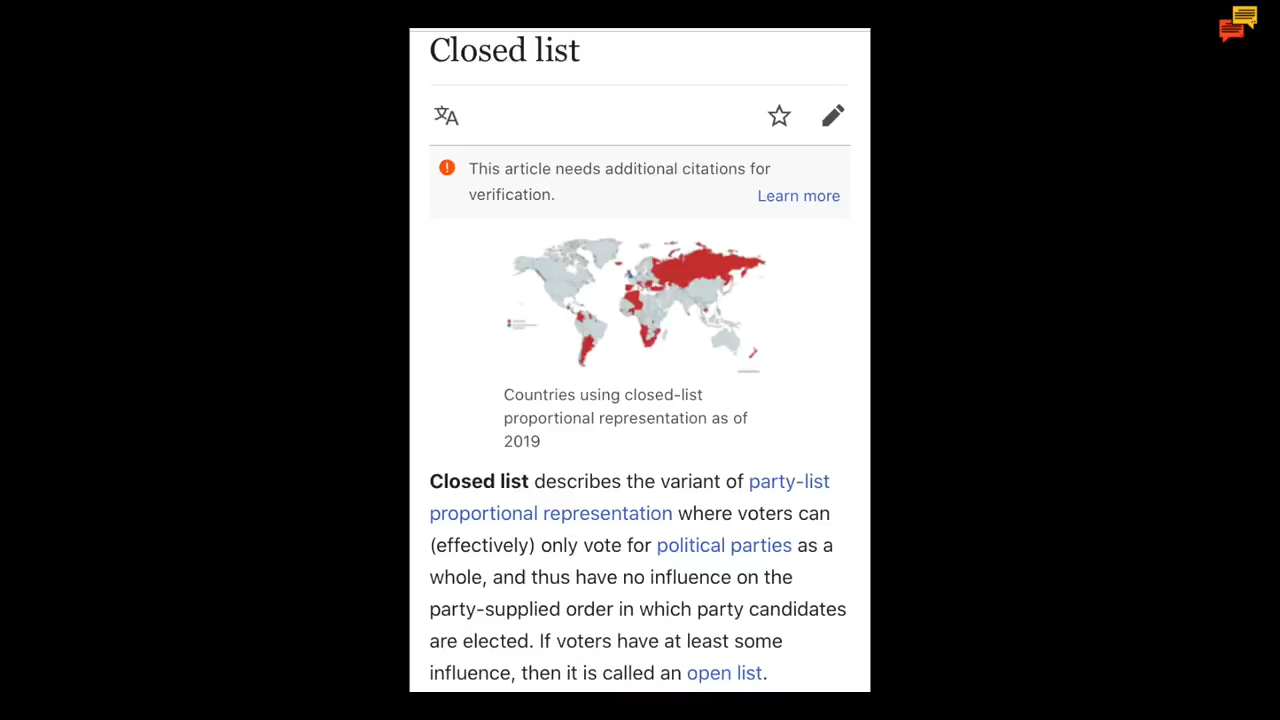 Closed list
This article needs additional citations for
verification.
Learn more
Countries using closed-list
proportional representation as of
2019
Closed list describes the variant of party-list
proportional representation where voters can
(effectively) only vote for political parties as a
whole, and thus have no influence on the
party-supplied order in which party candidates
are elected. If voters have at least some
influence, then it is called an open list.